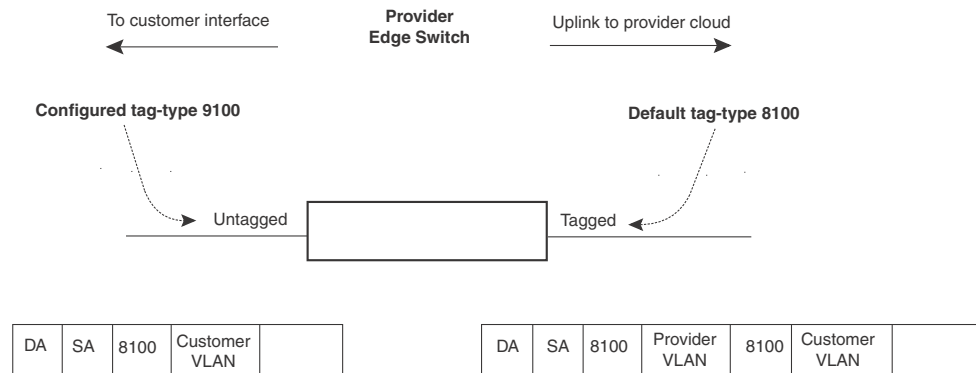 To customer interface
Provider
Edge Switch
Uplink to provider cloud
Configured tag-type 9100
Default tag-type 8100
Untagged
Tagged
DA SA 8100 Customer VLAN
DA SA 8100 Provider VLAN 8100 Customer VLAN